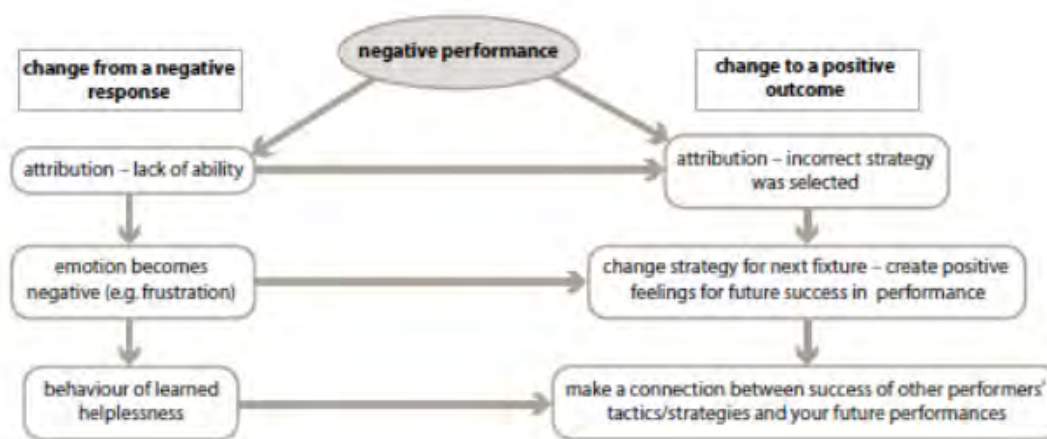 negative performance
change from a negative
response
change to a positive
outcome
attribution – lack of ability
attribution – incorrect strategy
was selected
emotion becomes
negative (e.g. frustration)
change strategy for next fixture – create positive
feelings for future success in performance
behaviour of learned
helplessness
make a connection between success of other performers'
tactics/strategies and your future performances